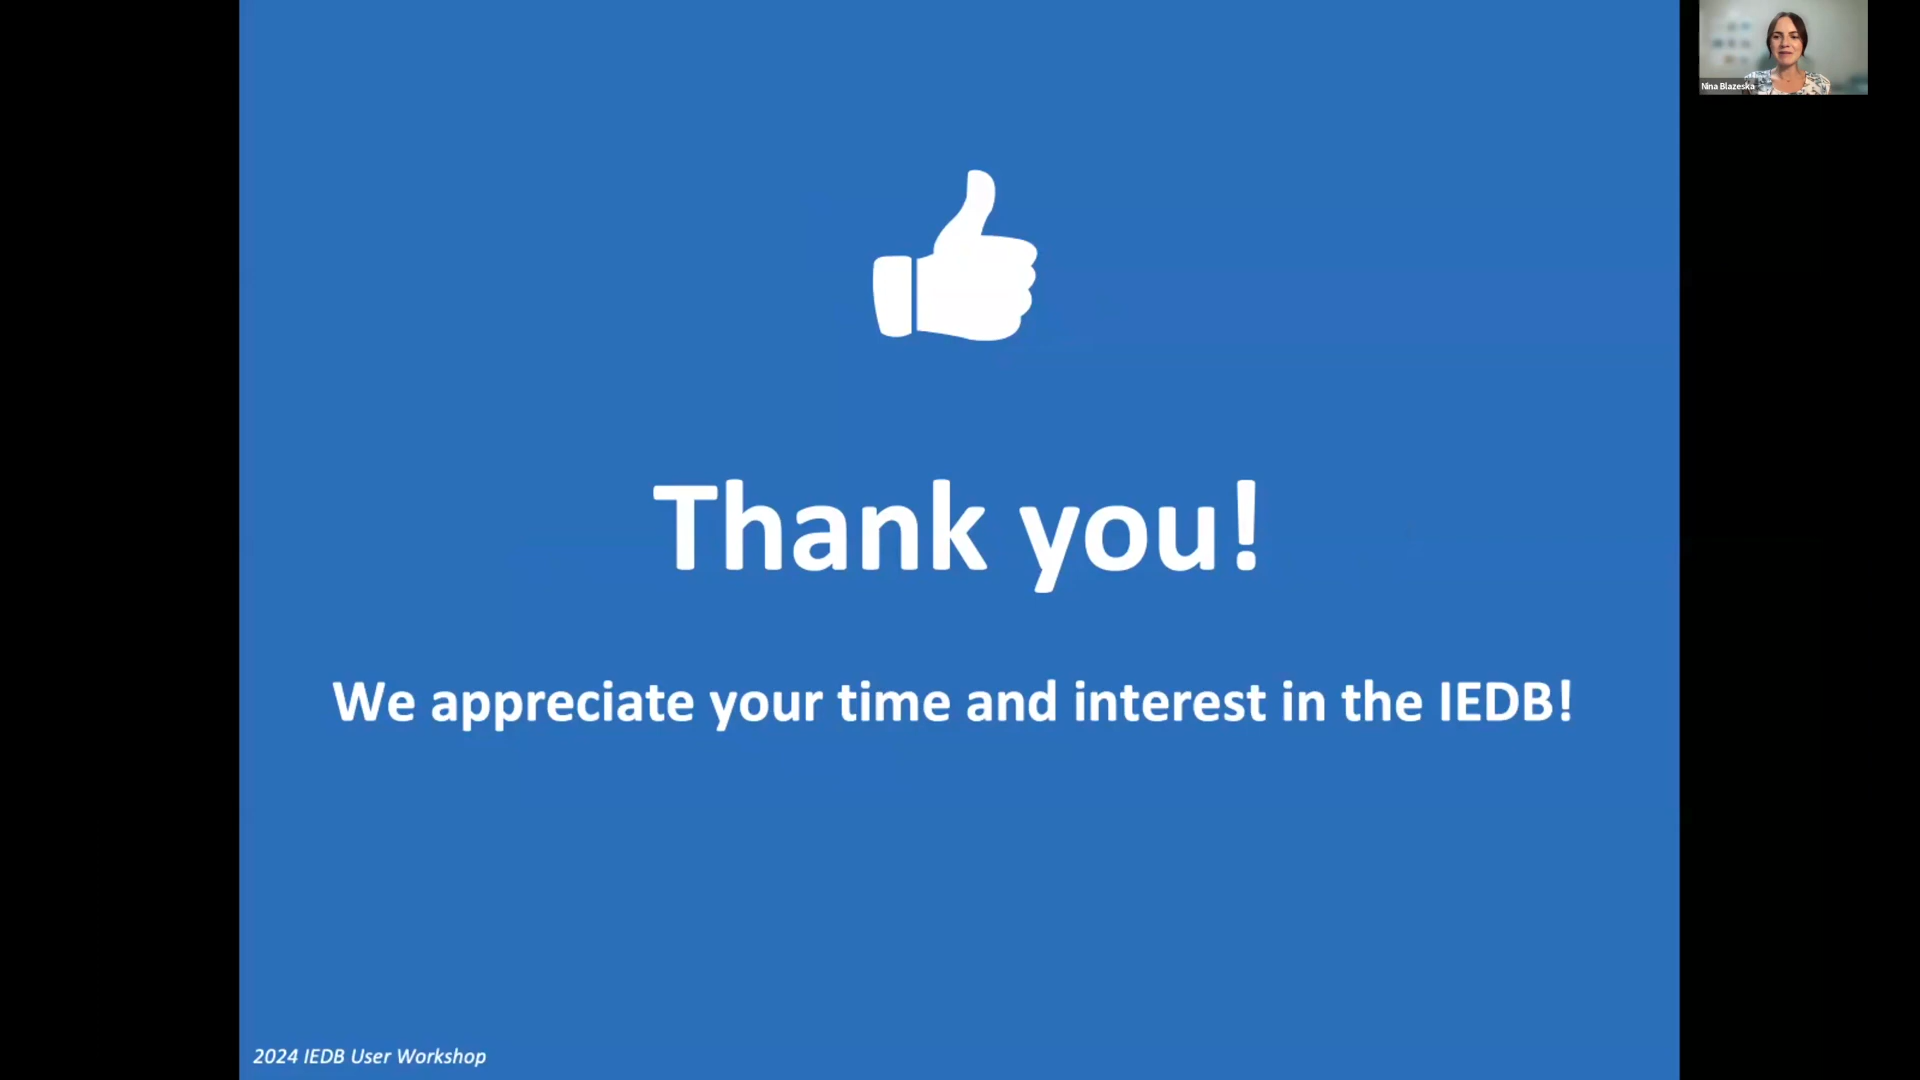 Nina Blazeska
Thank you!
We appreciate your time and interest in the IEDB!
2024 IEDB User Workshop